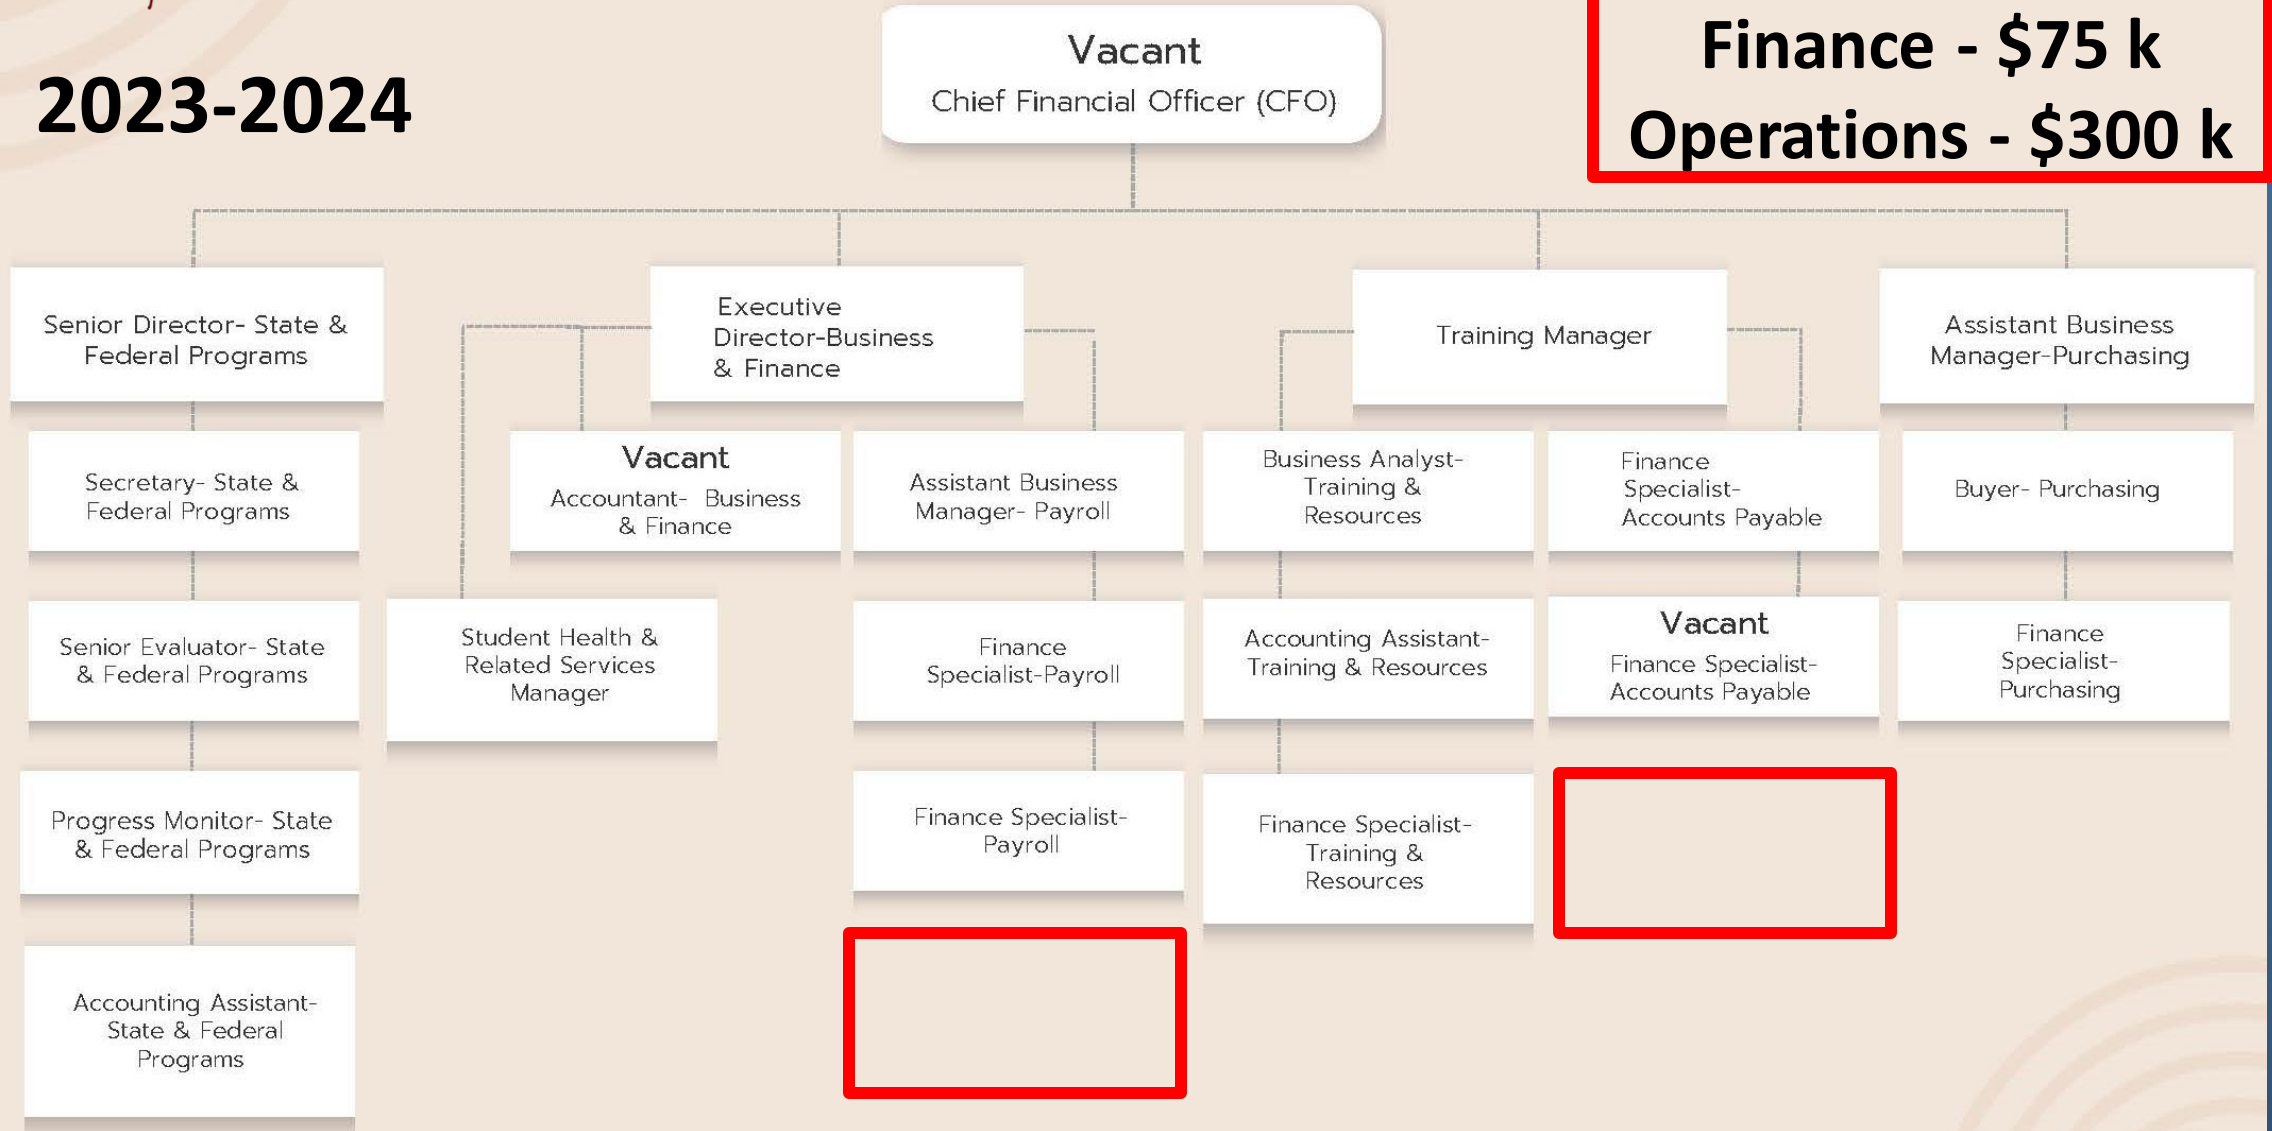 2023-2024
Vacant
Chief Financial Officer (CFO)
Finance - $75 k
Operations - $300 k
Senior Director- State &
Federal Programs
Executive
Director-Business
& Finance
Training Manager
Assistant Business
Manager-Purchasing
Secretary- State &
Federal Programs
Vacant
Accountant- Business
& Finance
Assistant Business
Manager- Payroll
Business Analyst-
Training &
Resources
Finance
Specialist-
Accounts Payable
Buyer- Purchasing
Senior Evaluator- State
& Federal Programs
Student Health &
Related Services
Manager
Finance
Specialist-Payroll
Accounting Assistant-
Training & Resources
Vacant
Finance Specialist-
Accounts Payable
Finance
Specialist-
Purchasing
Progress Monitor- State
& Federal Programs
Finance Specialist-
Payroll
Finance Specialist-
Training &
Resources
Accounting Assistant-
State & Federal
Programs